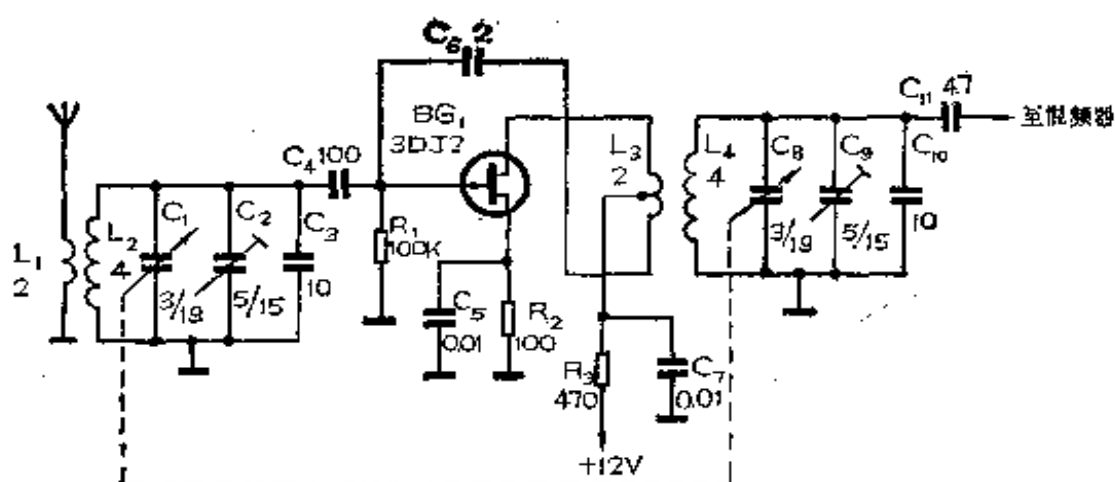 C₆ 2
BG₁
3DJ2
C₄ 100
R₁
100K
L₁
2
L₂
4
C₁
3/19
C₂
5/15
C₃
10
C₅
0.01
R₂
100
L₃
2
R₃
470
C₇
0.01
+12V
L₄
4
C₈
3/19
C₉
5/15
C₁₀
10
C₁₁ 4.7
至混频器